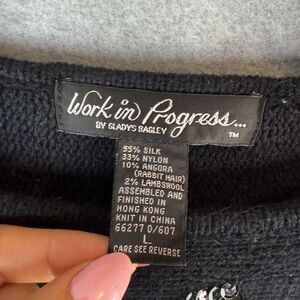 Work in Progress...
BY GLADYS BAGLEY
TM
55% SILK
33% NYLON
10% ANGORA
(RABBIT HAIR)
2% LAMBSWOOL
ASSEMBLED AND
FINISHED IN
HONG KONG
KNIT IN CHINA
66277 D/607
L
CARE SEE REVERSE